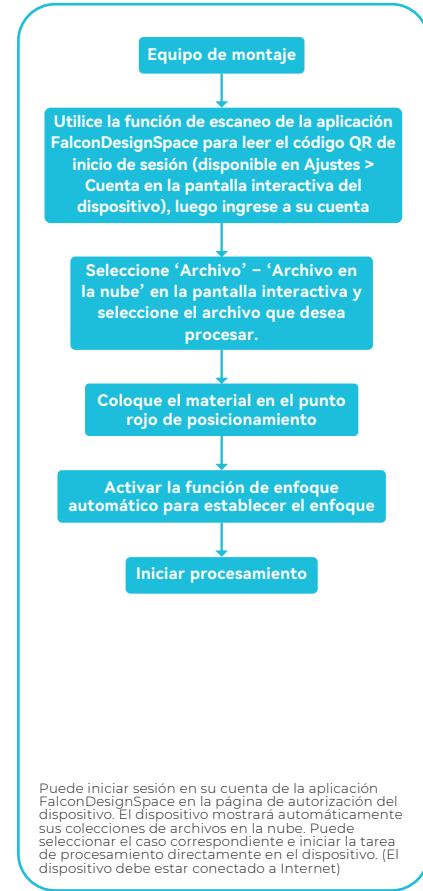 Equipo de montaje
Utilice la función de escaneo de la aplicación
FalconDesignSpace para leer el código QR de
inicio de sesión (disponible en Ajustes >
Cuenta en la pantalla interactiva del
dispositivo), luego ingrese a su cuenta
Seleccione ‘Archivo’ – ‘Archivo en
la nube’ en la pantalla interactiva y
seleccione el archivo que desea
procesar.
Coloque el material en el punto
rojo de posicionamiento
Activar la función de enfoque
automático para establecer el enfoque
Iniciar procesamiento
Puede iniciar sesión en su cuenta de la aplicación
FalconDesignSpace en la página de autorización del
dispositivo. El dispositivo mostrará automáticamente
sus colecciones de archivos en la nube. Puede
seleccionar el caso correspondiente e iniciar la tarea
de procesamiento directamente en el dispositivo. (El
dispositivo debe estar conectado a Internet)